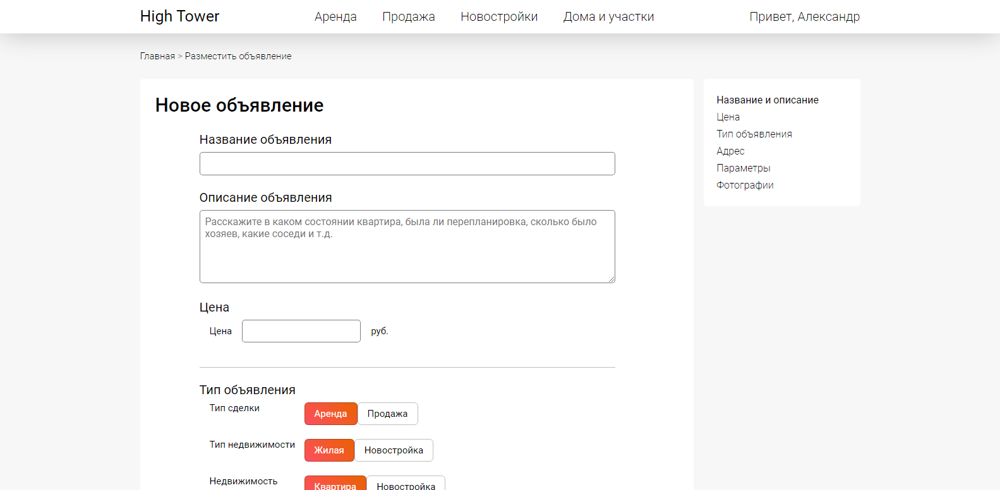 High Tower
Аренда
Продажа
Новостройки
Дома и участки
Привет, Александр
Главная > Разместить объявление
Новое объявление
Название объявления
Описание объявления
Расскажите в каком состоянии квартира, была ли перепланировка, сколько было
хозяев, какие соседи и т.д.
Цена
Цена руб.
Тип объявления
Тип сделки Аренда Продажа
Тип недвижимости Жилая Новостройка
Недвижимость Квартира Новостройка
Название и описание
Цена
Тип объявления
Адрес
Параметры
Фотографии